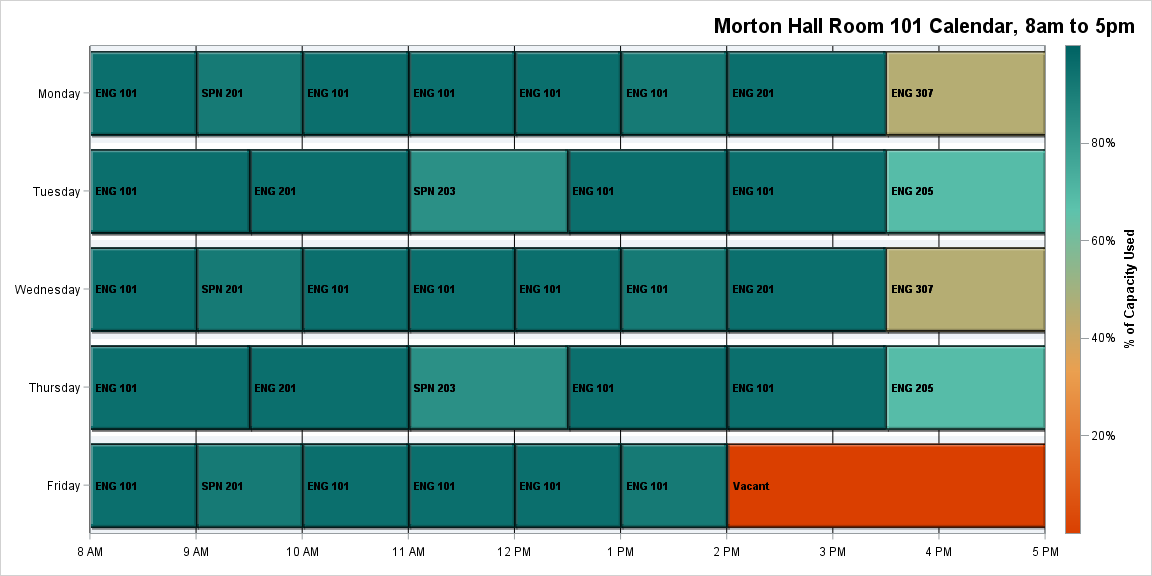 Morton Hall Room 101 Calendar, 8am to 5pm
Monday ENG 101 SPN 201 ENG 101 ENG 101 ENG 101 ENG 101 ENG 201 ENG 307
Tuesday ENG 101 ENG 201 SPN 203 ENG 101 ENG 101 ENG 205
Wednesday ENG 101 SPN 201 ENG 101 ENG 101 ENG 101 ENG 101 ENG 201 ENG 307
Thursday ENG 101 ENG 201 SPN 203 ENG 101 ENG 101 ENG 205
Friday ENG 101 SPN 201 ENG 101 ENG 101 ENG 101 ENG 101 Vacant
8 AM 9 AM 10 AM 11 AM 12 PM 1 PM 2 PM 3 PM 4 PM 5 PM
80%
60%
40%
20%
% of Capacity Used